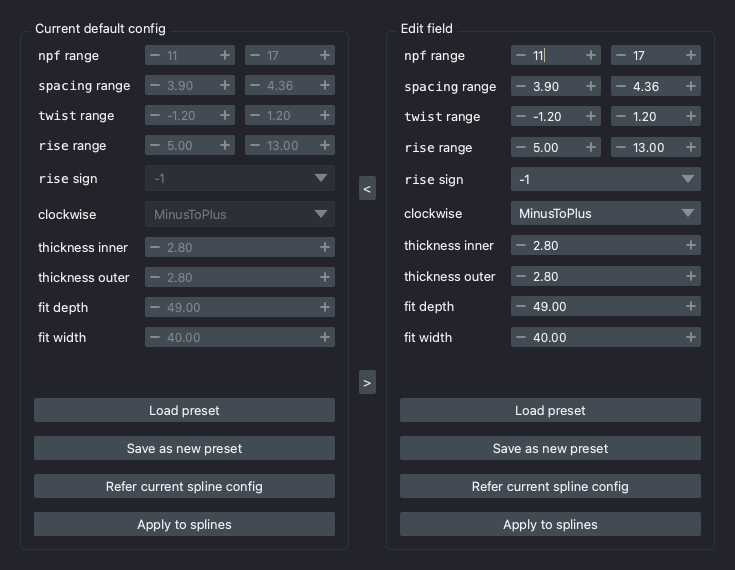 Current default config
npf range 11 17
spacing range 3.90 4.36
twist range -1.20 1.20
rise range 5.00 13.00
rise sign -1
clockwise MinusToPlus
thickness inner 2.80
thickness outer 2.80
fit depth 49.00
fit width 40.00
Load preset
Save as new preset
Refer current spline config
Apply to splines
<
>
Edit field
npf range 11 17
spacing range 3.90 4.36
twist range -1.20 1.20
rise range 5.00 13.00
rise sign -1
clockwise MinusToPlus
thickness inner 2.80
thickness outer 2.80
fit depth 49.00
fit width 40.00
Load preset
Save as new preset
Refer current spline config
Apply to splines